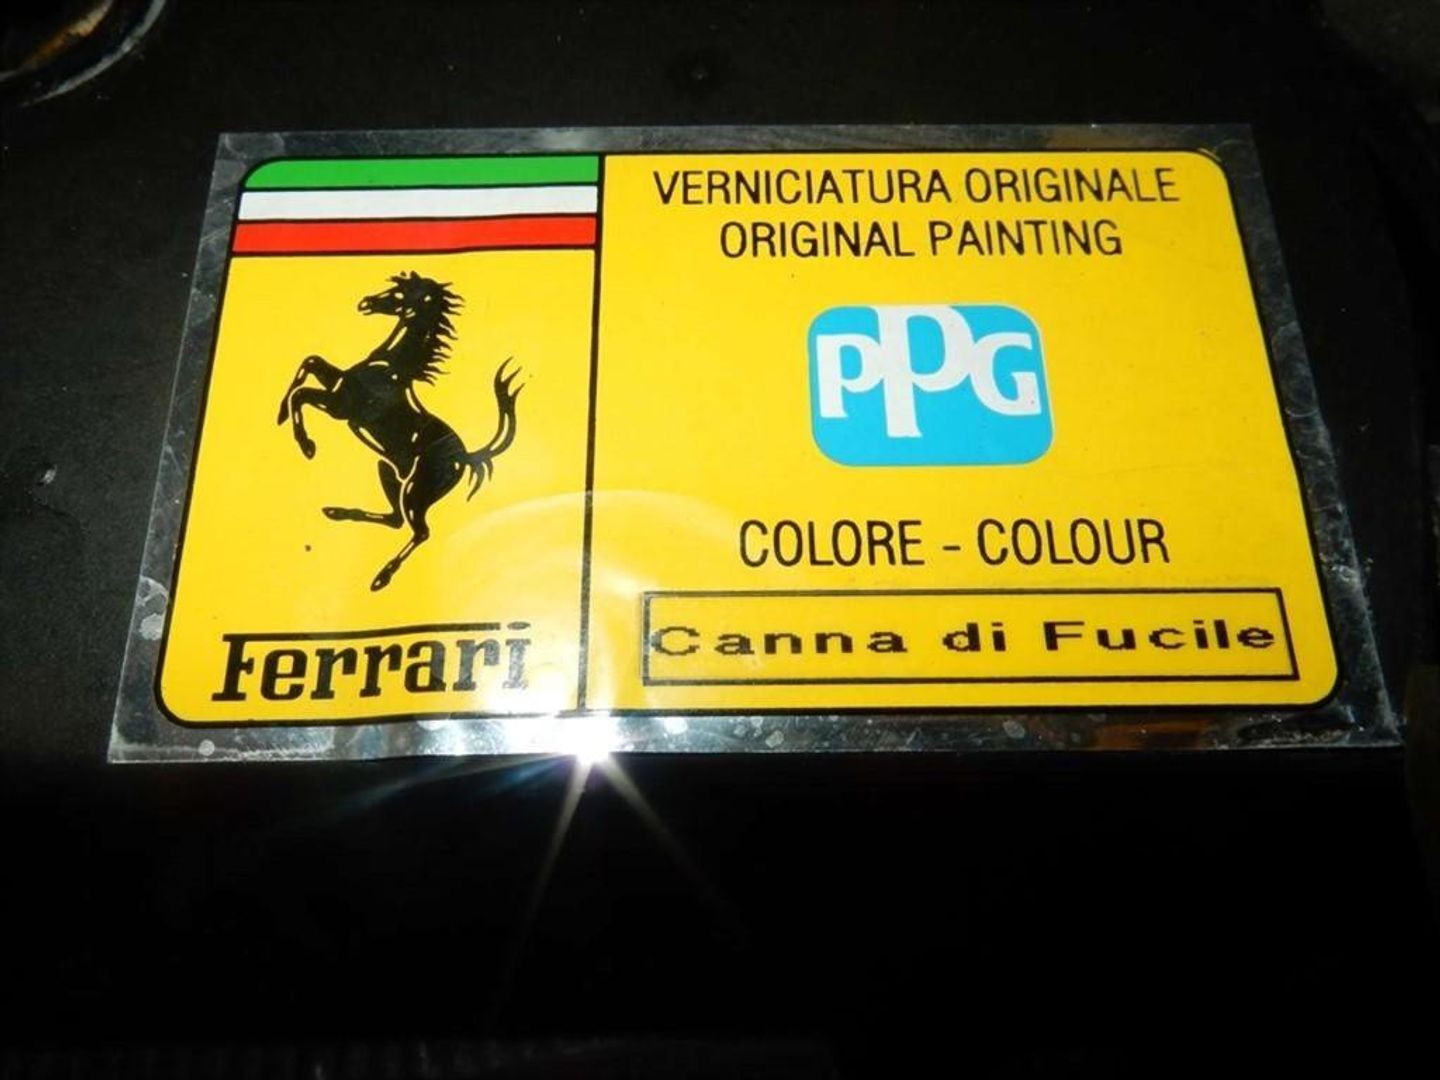 VERNICIATURA ORIGINALE
ORIGINAL PAINTING
PPG
COLORE - COLOUR
Canna di Fucile
Ferrari